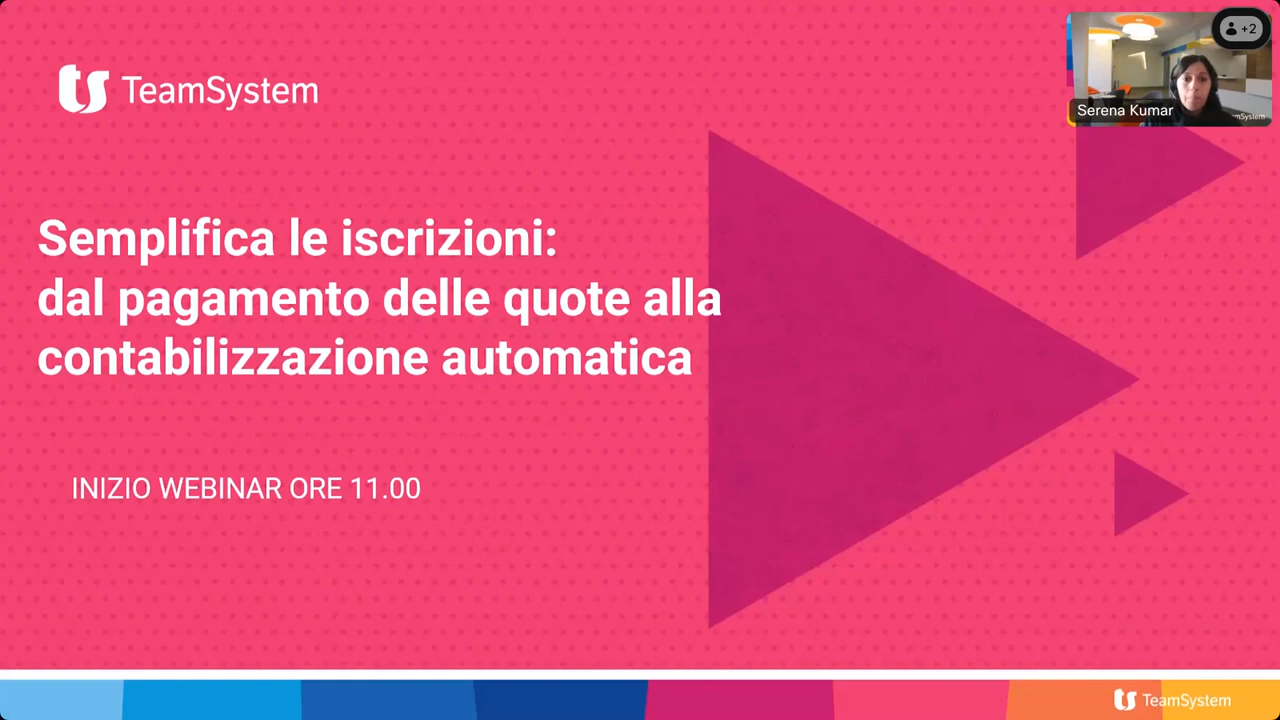 TeamSystem
+2
Serena Kumar
mSystem
Semplifica le iscrizioni:
dal pagamento delle quote alla
contabilizzazione automatica
INIZIO WEBINAR ORE 11.00
TeamSystem